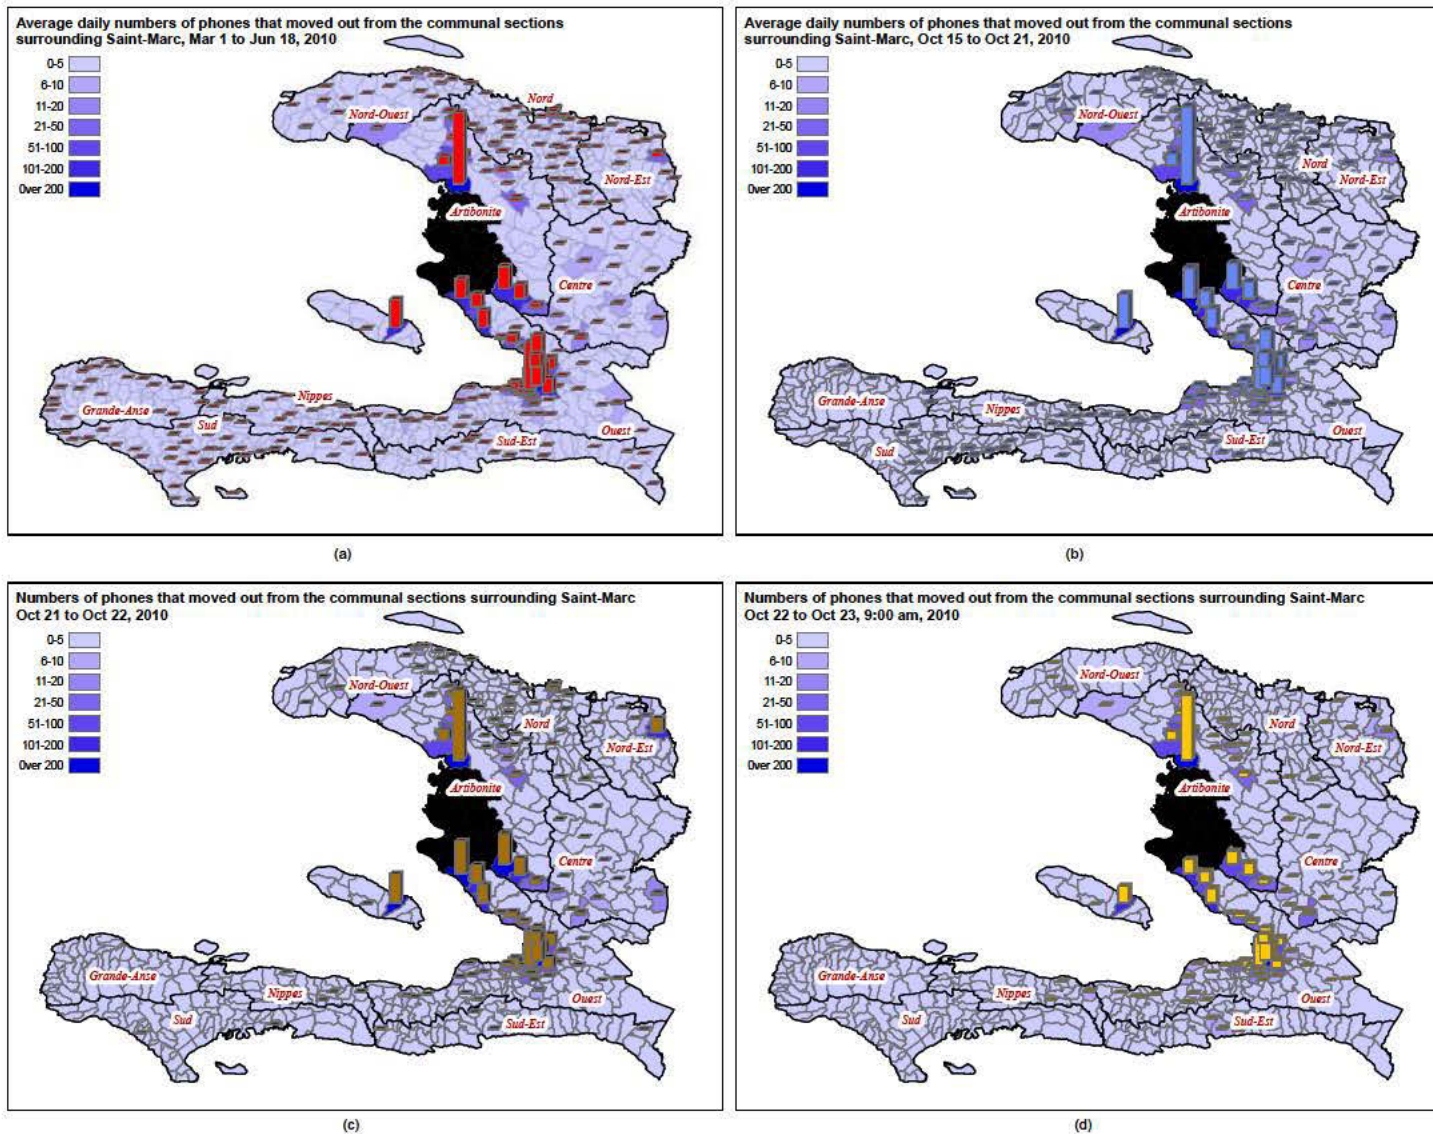 Average daily numbers of phones that moved out from the communal sections
surrounding Saint-Marc, Mar 1 to Jun 18, 2010
0-5
6-10
11-20
21-50
51-100
101-200
0ver 200
Nord-Ouest
Nord
Nord-Est
Artibonite
Centre
Nippes
Grande-Anse
Sud
Sud-Est
Ouest
(a)
Average daily numbers of phones that moved out from the communal sections
surrounding Saint-Marc, Oct 15 to Oct 21, 2010
0-5
6-10
11-20
21-50
51-100
101-200
0ver 200
Nord-Ouest
Nord
Nord-Est
Artibonite
Centre
Grande-Anse
Nippes
Ouest
Sud-Est
Sud
(b)
Numbers of phones that moved out from the communal sections surrounding Saint-Marc
Oct 21 to Oct 22, 2010
0-5
6-10
11-20
21-50
51-100
101-200
0ver 200
Nord-Ouest
Nord
Nord-Est
Artibonite
Centre
Grande-Anse
Nippes
Ouest
Sud
Sud-Est
(c)
Numbers of phones that moved out from the communal sections surrounding Saint-Marc
Oct 22 to Oct 23, 9:00 am, 2010
0-5
6-10
11-20
21-50
51-100
101-200
0ver 200
Nord-Ouest
Nord
Nord-Est
Artibonite
Centre
Grande-Anse
Nippes
Ouest
Sud
Sud-Est
(d)